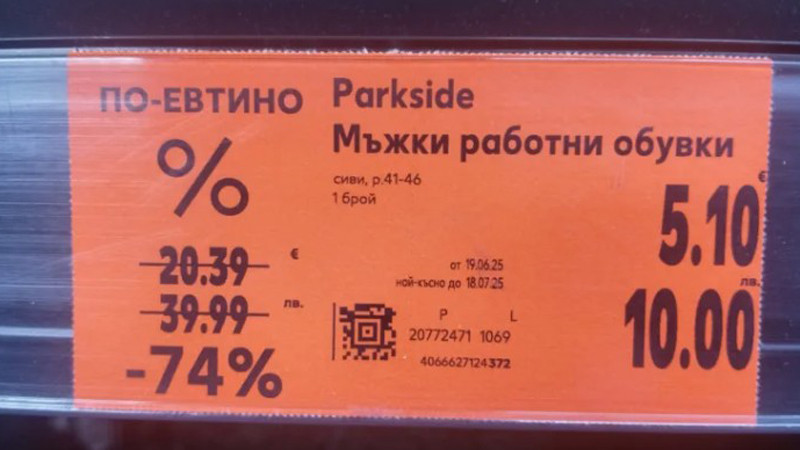 ПО-ЕВТИНО
%
20.39 €
39.99 лв.
-74%
Parkside
Мъжки работни обувки
сиви, р.41-46
1 брой
5.10 €
10.00 лв.
от 19.06.25
най-късно до 18.07.25
P L
20772471 1069
4066627124372